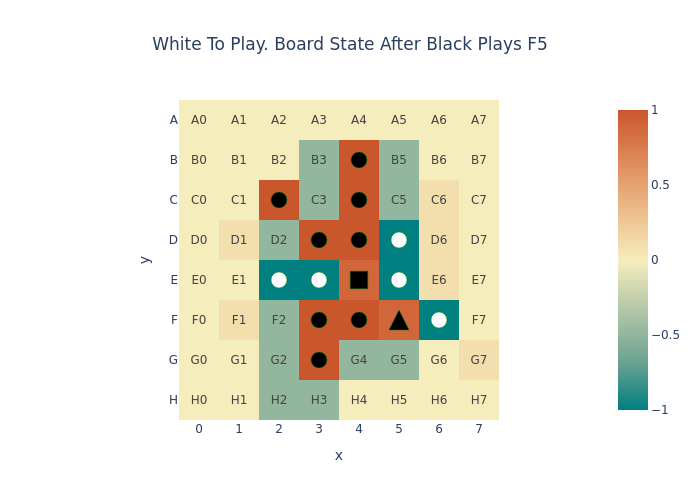 White To Play. Board State After Black Plays F5
A A0 A1 A2 A3 A4 A5 A6 A7
B B0 B1 B2 B3 B5 B6 B7
C C0 C1 C3 C5 C6 C7
D D0 D1 D2 D6 D7
E E0 E1 E6 E7
F F0 F1 F2 F7
G G0 G1 G2 G4 G5 G6 G7
H H0 H1 H2 H3 H4 H5 H6 H7
0 1 2 3 4 5 6 7
x
y
1
0.5
0
−0.5
−1